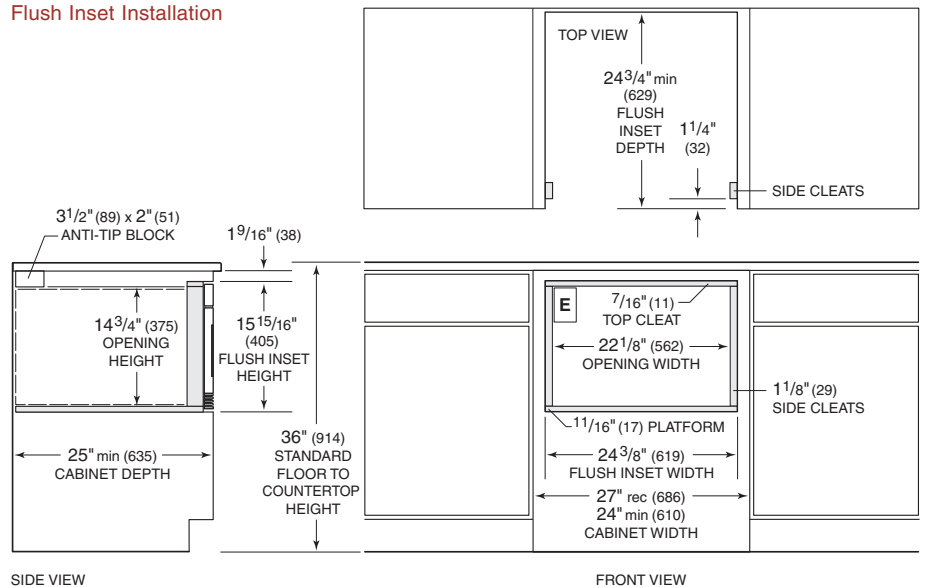 Flush Inset Installation
TOP VIEW
24 3/4" min
(629)
FLUSH
INSET
DEPTH
1 1/4"
(32)
SIDE CLEATS
3 1/2" (89) x 2" (51)
ANTI-TIP BLOCK
1 9/16" (38)
14 3/4" (375)
OPENING
HEIGHT
15 15/16"
(405)
FLUSH INSET
HEIGHT
25" min (635)
CABINET DEPTH
36" (914)
STANDARD
FLOOR TO
COUNTERTOP
HEIGHT
E
7/16" (11)
TOP CLEAT
22 1/8" (562)
OPENING WIDTH
1 1/8" (29)
SIDE CLEATS
11/16" (17) PLATFORM
24 3/8" (619)
FLUSH INSET WIDTH
27" rec (686)
24" min (610)
CABINET WIDTH
SIDE VIEW
FRONT VIEW